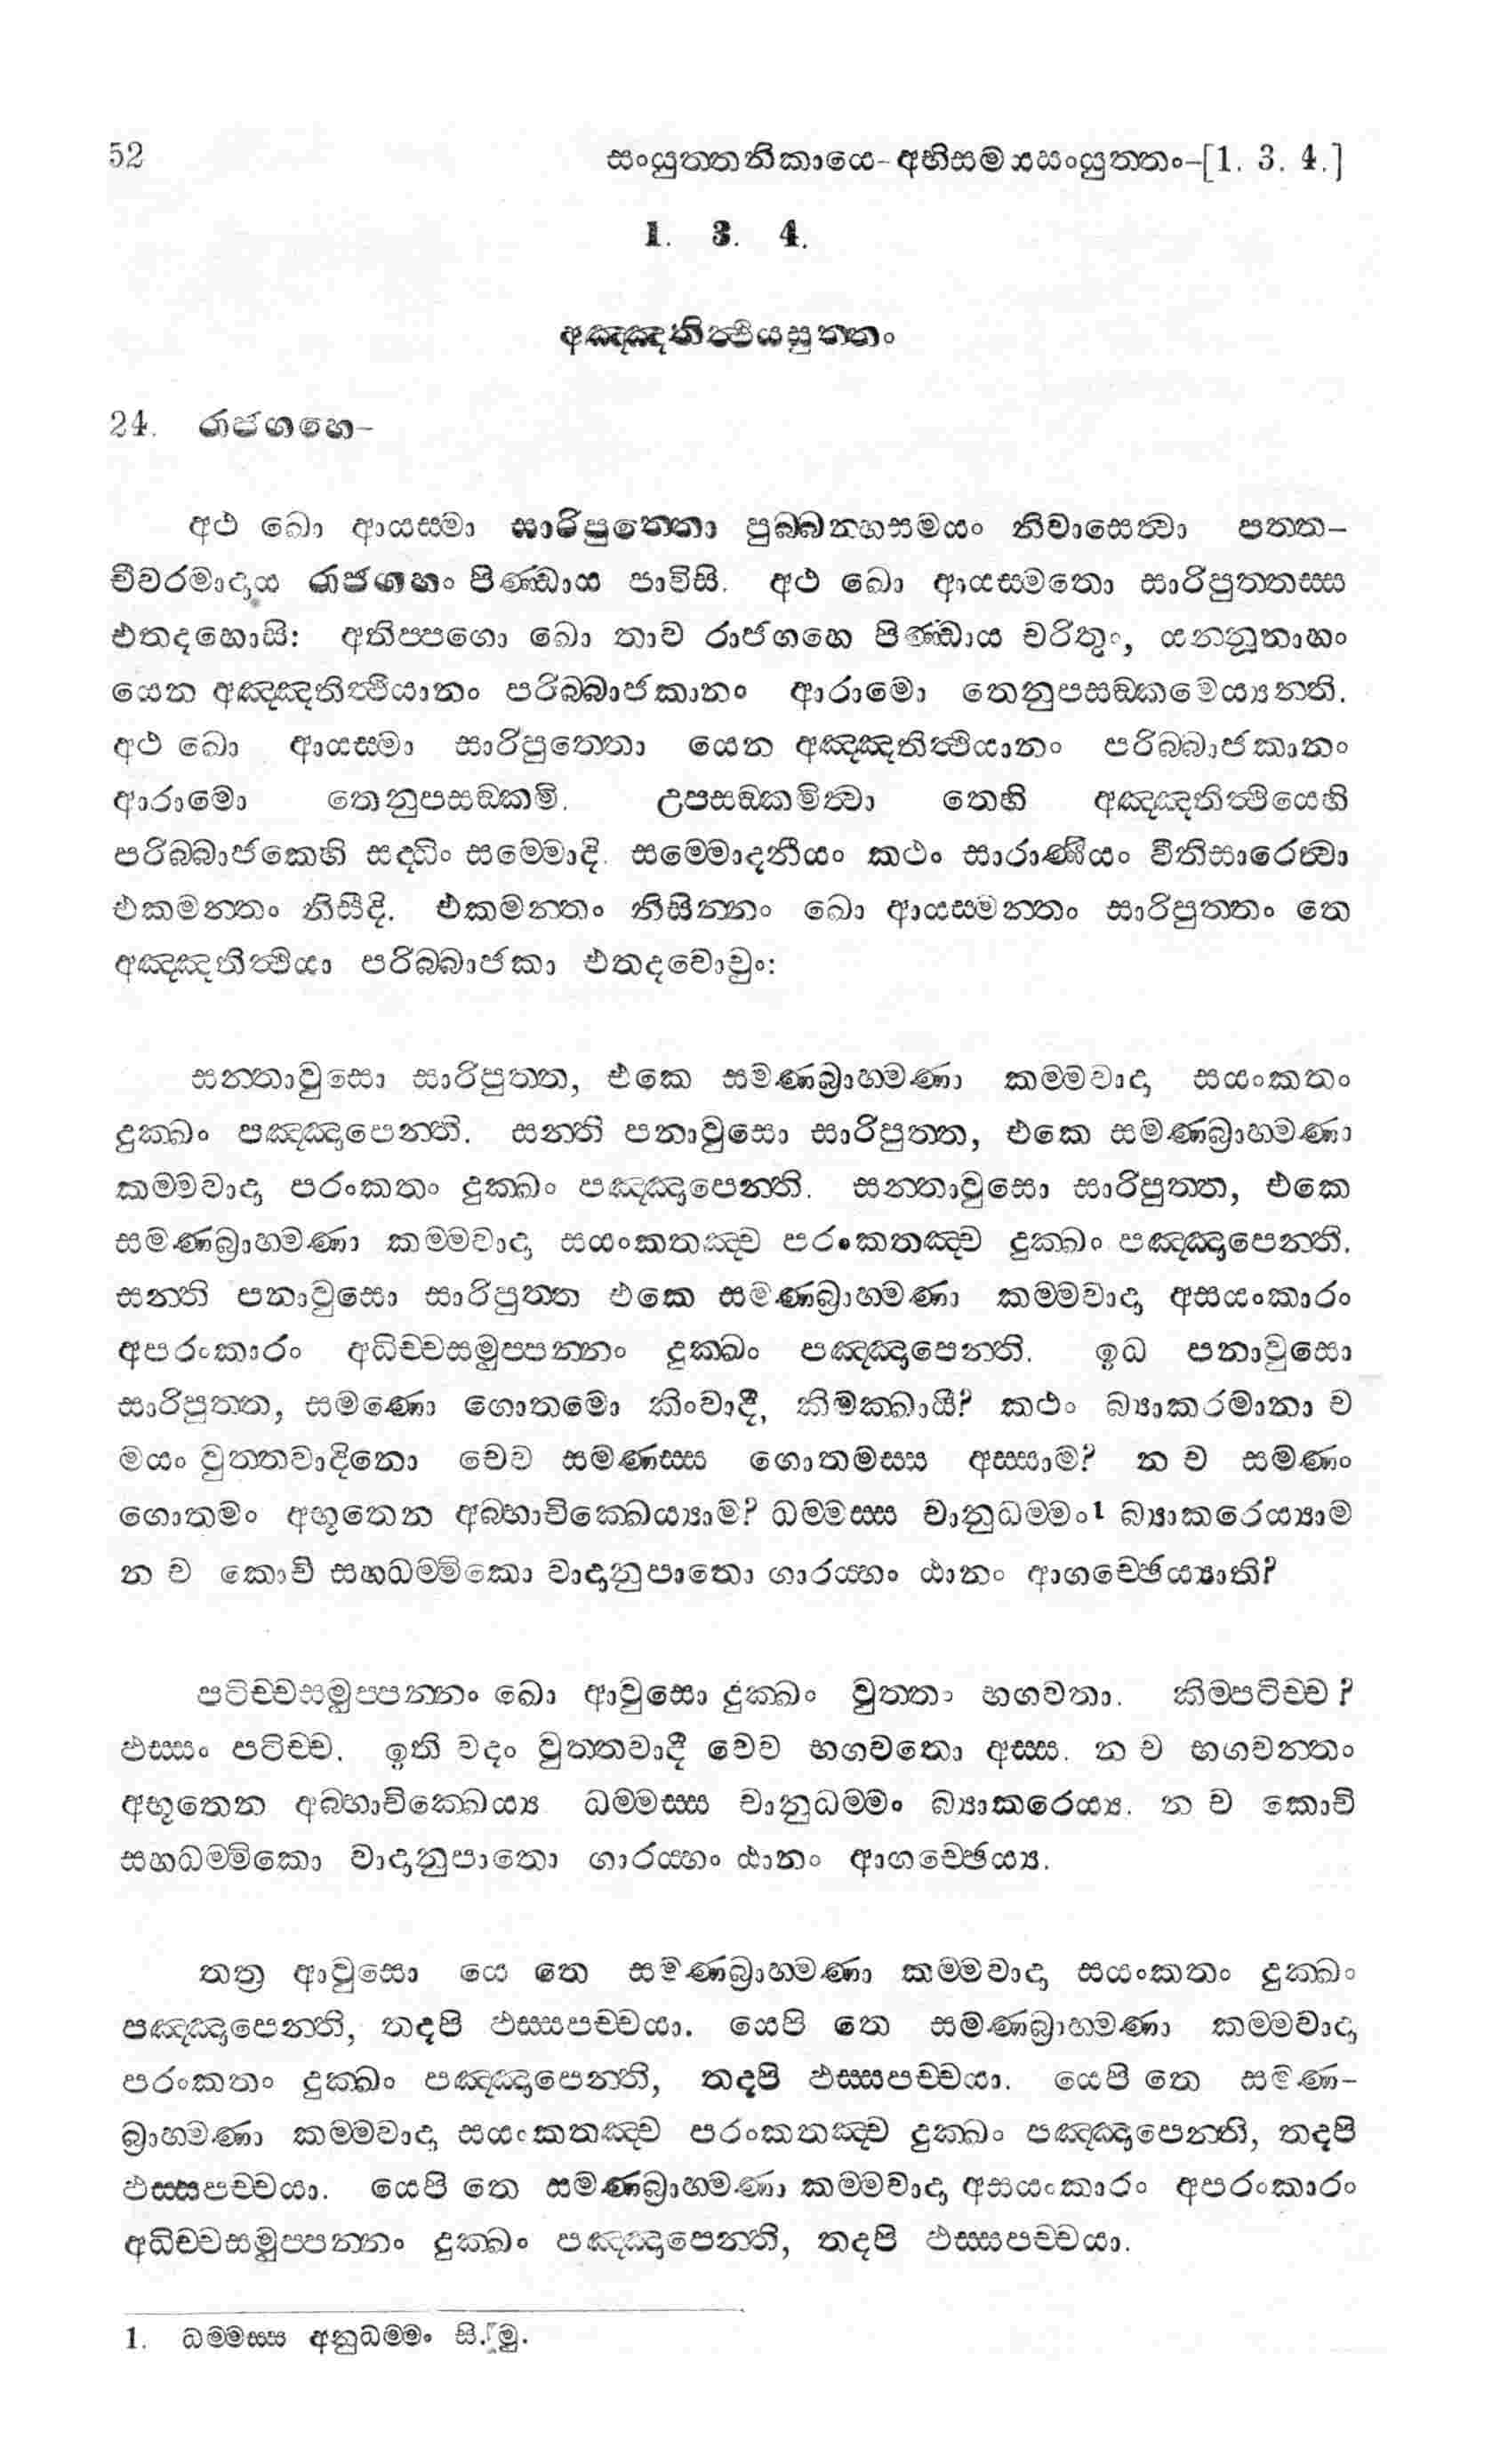 52 සංයුත්තනිකායෙ-අභිසමයසංයුත්තං-[1. 3. 4.]
1. 3. 4.
අඤ්ඤතිත්ථියසුත්තං
24. රාජගහෙ-
අථ ඛො ආයස්මා සාරිපුත්තො පුබ්බන්හසමයං නිවාසෙත්වා පත්ත-
චීවරමාදාය රාජගහං පිණ්ඩාය පාවිසි. අථ ඛො ආයස්මතො සාරිපුත්තස්ස
එතදහොසි: අතිප්පගො ඛො තාව රාජගහෙ පිණ්ඩාය චරිතුං, යන්නූනාහං
යෙන අඤ්ඤතිත්ථියානං පරිබ්බාජකානං ආරාමො තෙනුපසඞ්කමෙය්‍යන්ති.
අථ ඛො ආයස්මා සාරිපුත්තො යෙන අඤ්ඤතිත්ථියානං පරිබ්බාජකානං
ආරාමො තෙනුපසඞ්කමි. උපසඞ්කමිත්වා තෙහි අඤ්ඤතිත්ථියෙහි
පරිබ්බාජකෙහි සද්ධිං සම්මොදි. සම්මොදනීයං කථං සාරාණීයං වීතිසාරෙත්වා
එකමන්තං නිසීදි. එකමන්තං නිසින්නං ඛො ආයස්මන්තං සාරිපුත්තං තෙ
අඤ්ඤතිත්ථියා පරිබ්බාජකා එතදවොචුං:
සන්තාවුසො සාරිපුත්ත, එකෙ සමණබ්‍රාහ්මණා කම්මවාදා සයංකතං
දුක්ඛං පඤ්ඤාපෙන්ති. සන්ති පනාවුසො සාරිපුත්ත, එකෙ සමණබ්‍රාහ්මණා
කම්මවාදා පරංකතං දුක්ඛං පඤ්ඤාපෙන්ති. සන්තාවුසො සාරිපුත්ත, එකෙ
සමණබ්‍රාහ්මණා කම්මවාදා සයංකතඤ්ච පරංකතඤ්ච දුක්ඛං පඤ්ඤාපෙන්ති.
සන්ති පනාවුසො සාරිපුත්ත එකෙ සමණබ්‍රාහ්මණා කම්මවාදා අසයංකාරං
අපරංකාරං අධිච්චසමුප්පන්නං දුක්ඛං පඤ්ඤාපෙන්ති. ඉධ පනාවුසො
සාරිපුත්ත, සමණො ගොතමො කිංවාදී, කිමක්ඛායී? කථං බ්‍යාකරමානා ච
මයං වුත්තවාදිනො චෙව සමණස්ස ගොතමස්ස අස්සාම? න ච සමණං
ගොතමං අභූතෙන අබ්භාචික්ඛෙය්‍යාම? ධම්මස්ස චානුධම්මං1 බ්‍යාකරෙය්‍යාම
න ච කොචි සහධම්මිකො වාදානුපාතො ගාරය්හං ඨානං ආගච්ඡෙය්‍යාති?
පටිච්චසමුප්පන්නං ඛො ආවුසො දුක්ඛං වුත්තං භගවතා. කිම්පටිච්ච?
ඵස්සං පටිච්ච. ඉති වදං වුත්තවාදී චෙව භගවතො අස්ස. න ච භගවන්තං
අභූතෙන අබ්භාචික්ඛෙය්‍ය ධම්මස්ස චානුධම්මං බ්‍යාකරෙය්‍ය. න ච කොචි
සහධම්මිකො වාදානුපාතො ගාරය්හං ඨානං ආගච්ඡෙය්‍ය.
තත්‍ර ආවුසො යෙ තෙ සමණබ්‍රාහ්මණා කම්මවාදා සයංකතං දුක්ඛං
පඤ්ඤාපෙන්ති, තදපි ඵස්සපච්චයා. යෙපි තෙ සමණබ්‍රාහ්මණා කම්මවාදා
පරංකතං දුක්ඛං පඤ්ඤාපෙන්ති, තදපි ඵස්සපච්චයා. යෙපි තෙ සමණ-
බ්‍රාහ්මණා කම්මවාදා සයංකතඤ්ච පරංකතඤ්ච දුක්ඛං පඤ්ඤාපෙන්ති, තදපි
ඵස්සපච්චයා. යෙපි තෙ සමණබ්‍රාහ්මණා කම්මවාදා අසයංකාරං අපරංකාරං
අධිච්චසමුප්පන්නං දුක්ඛං පඤ්ඤාපෙන්ති, තදපි ඵස්සපච්චයා.
1. ධම්මස්ස අනුධම්මං සි. මු.